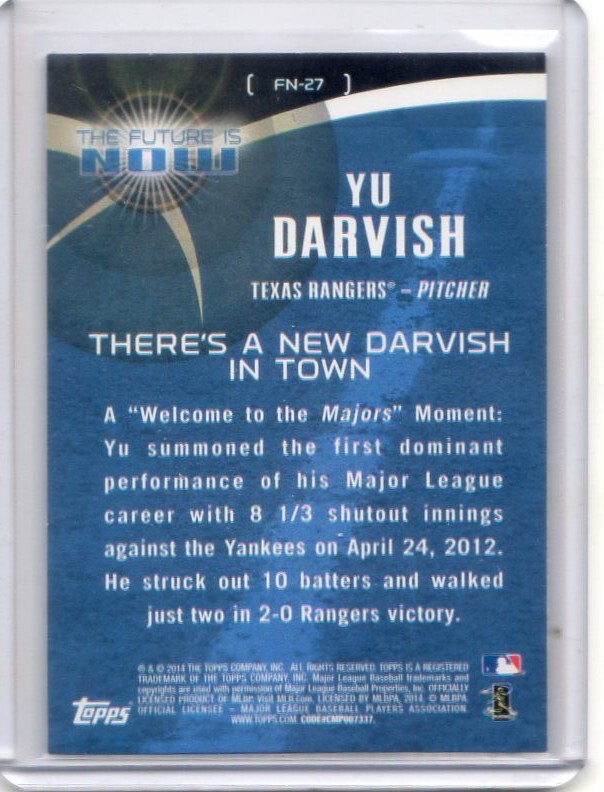 [ FN-27 ]
THE FUTURE IS
NOW
YU
DARVISH
TEXAS RANGERS® – PITCHER
THERE'S A NEW DARVISH
IN TOWN
A “Welcome to the Majors” Moment:
Yu summoned the first dominant
performance of his Major League
career with 8 1/3 shutout innings
against the Yankees on April 24, 2012.
He struck out 10 batters and walked
just two in 2-0 Rangers victory.
® & © 2014 THE TOPPS COMPANY, INC. ALL RIGHTS RESERVED. TOPPS IS A REGISTERED
TRADEMARK OF THE TOPPS COMPANY, INC. Major League Baseball trademarks and
copyrights are used with permission of Major League Baseball Properties, Inc. OFFICIALLY
LICENSED PRODUCT OF MLBP. Visit MLB.com. LICENSED BY MLBPA, 2014. © MLBPA.
OFFICIAL LICENSEE – MAJOR LEAGUE BASEBALL PLAYERS ASSOCIATION.
WWW.TOPPS.COM CODE#CMP007337.
topps